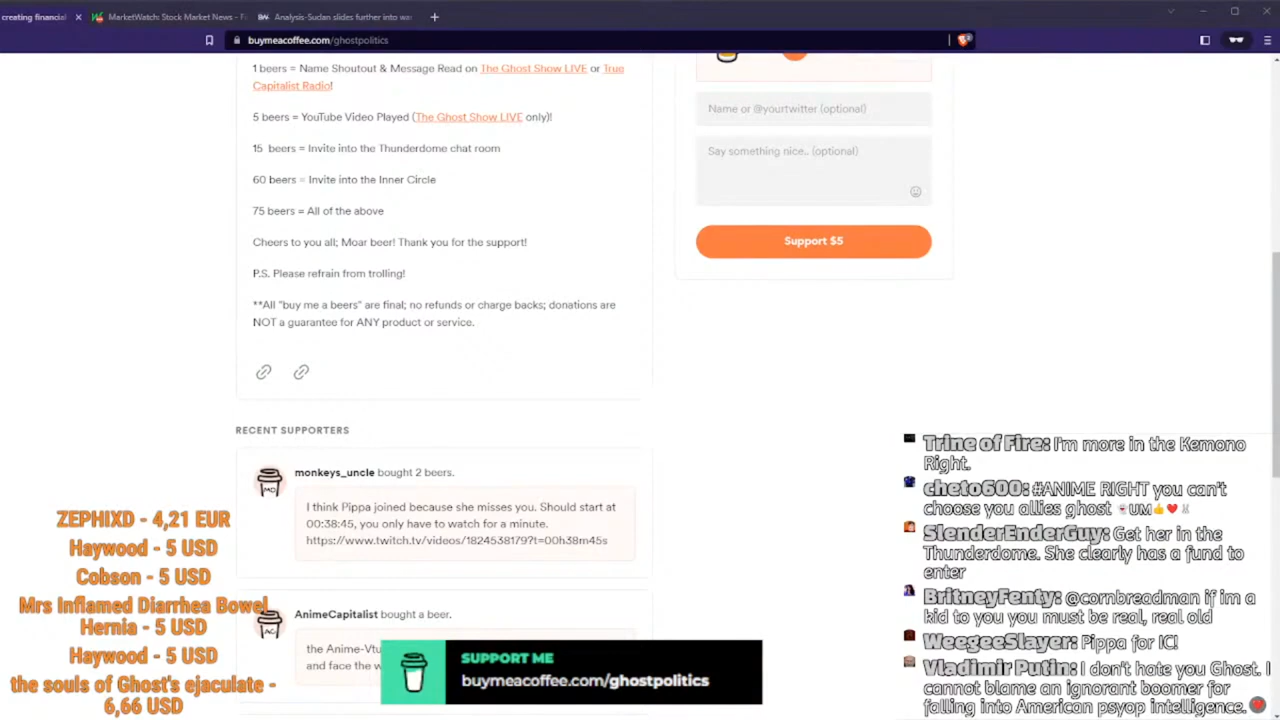 creating financial
MarketWatch: Stock Market News - Fi
Analysis-Sudan slides further into war
buymeacoffee.com/ghostpolitics
1 beers = Name Shoutout & Message Read on The Ghost Show LIVE or True
Capitalist Radio!
5 beers = YouTube Video Played (The Ghost Show LIVE only)!
15 beers = Invite into the Thunderdome chat room
60 beers = Invite into the Inner Circle
75 beers = All of the above
Cheers to you all; Moar beer! Thank you for the support!
P.S. Please refrain from trolling!
**All "buy me a beers" are final; no refunds or charge backs; donations are
NOT a guarantee for ANY product or service.
Name or @yourtwitter (optional)
Say something nice.. (optional)
Support $5
RECENT SUPPORTERS
monkeys_uncle bought 2 beers.
I think Pippa joined because she misses you. Should start at
00:38:45, you only have to watch for a minute.
https://www.twitch.tv/videos/1824538179?t=00h38m45s
AnimeCapitalist bought a beer.
the Anime-Vtu
and face the w
SUPPORT ME
buymeacoffee.com/ghostpolitics
ZEPHIXD - 4,21 EUR
Haywood - 5 USD
Cobson - 5 USD
Mrs Inflamed Diarrhea Bowel
Hernia - 5 USD
Haywood - 5 USD
the souls of Ghost's ejaculate -
6,66 USD
Trine of Fire: I'm more in the Kemono
Right.
cheto600: #ANIME RIGHT you can't
choose you allies ghost 👻UM👍❤️🐰
SlenderEnderGuy: Get her in the
Thunderdome. She clearly has a fund to
enter
BritneyFenty: @cornbreadman if im a
kid to you you must be real, real old
WeegeeSlayer: Pippa for IC!
Vladimir Putin: I don't hate you Ghost. I
cannot blame an ignorant boomer for
falling into American psyop intelligence.